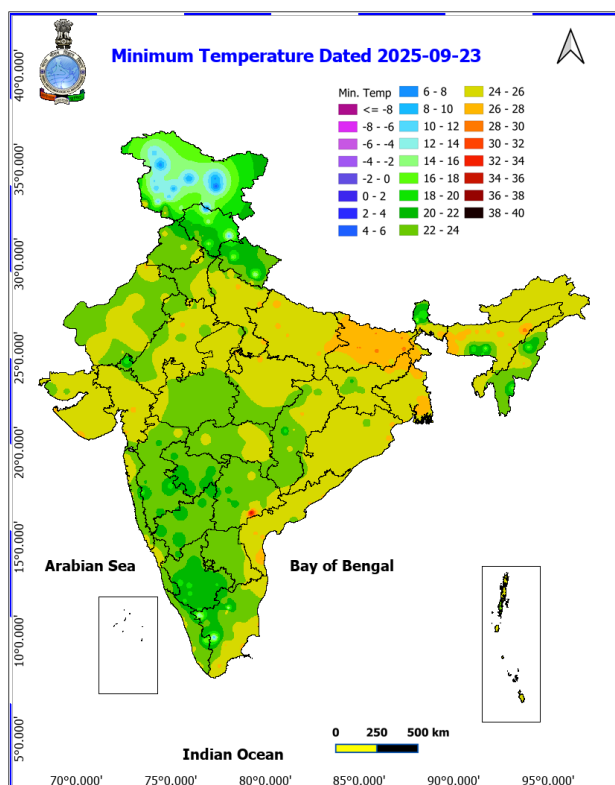 Minimum Temperature Dated 2025-09-23
Min. Temp
<= -8
-8 - -6
-6 - -4
-4 - -2
-2 - 0
0 - 2
2 - 4
4 - 6
6 - 8
8 - 10
10 - 12
12 - 14
14 - 16
16 - 18
18 - 20
20 - 22
22 - 24
24 - 26
26 - 28
28 - 30
30 - 32
32 - 34
34 - 36
36 - 38
38 - 40
40°0.000'
35°0.000'
30°0.000'
25°0.000'
20°0.000'
15°0.000'
10°0.000'
5°0.000'
Arabian Sea
Bay of Bengal
Indian Ocean
0 250 500 km
70°0.000' 75°0.000' 80°0.000' 85°0.000' 90°0.000' 95°0.000'